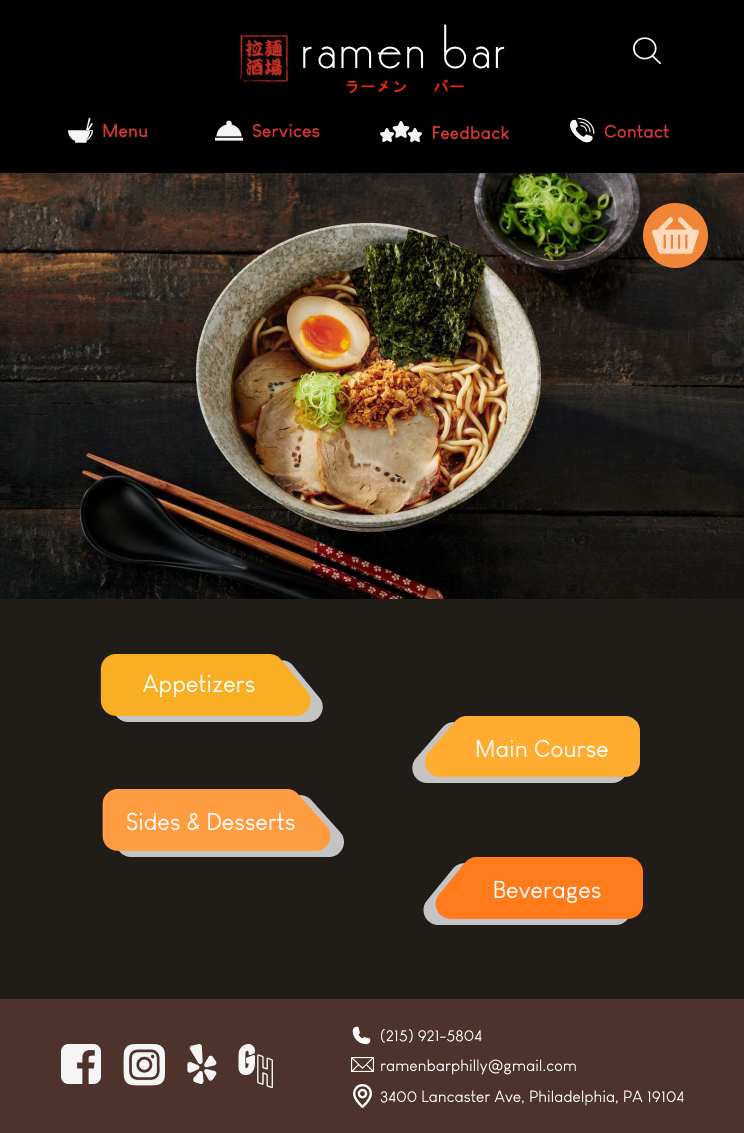 拉麺
酒場
ramen bar
ラーメン バー
Menu
Services
Feedback
Contact
Appetizers
Main Course
Sides & Desserts
Beverages
GH
(215) 921-5804
ramenbarphilly@gmail.com
3400 Lancaster Ave, Philadelphia, PA 19104